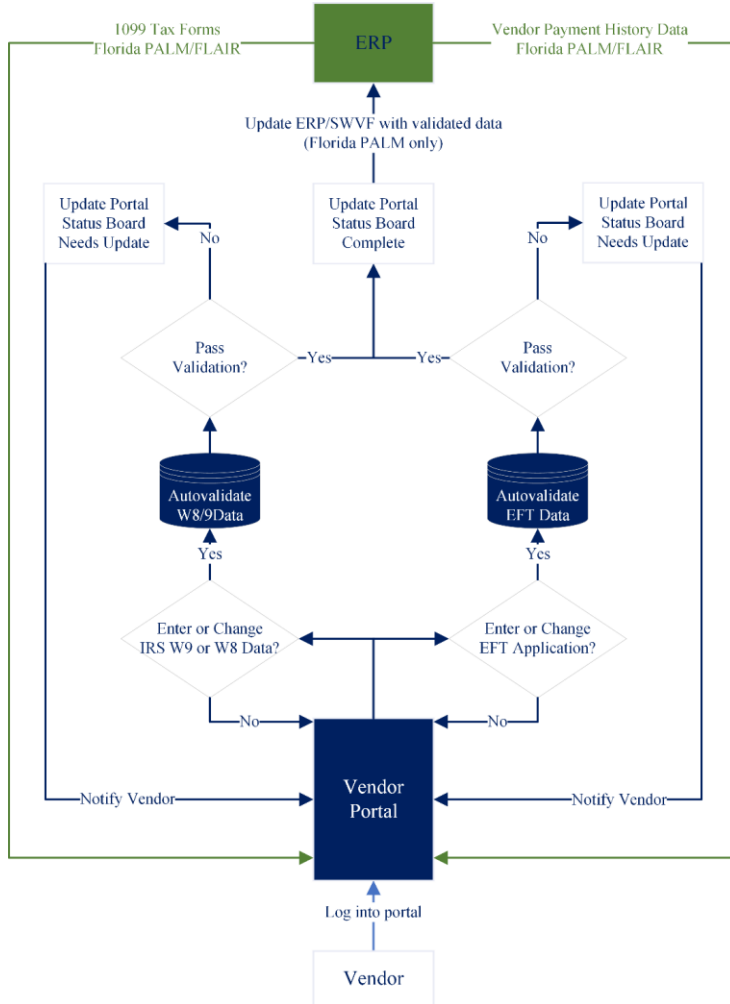 1099 Tax Forms
Florida PALM/FLAIR
ERP
Vendor Payment History Data
Florida PALM/FLAIR
Update ERP/SWVF with validated data
(Florida PALM only)
Update Portal
Status Board
Needs Update
Update Portal
Status Board
Complete
Update Portal
Status Board
Needs Update
No
No
Pass
Validation?
Yes
Yes
Pass
Validation?
Autovalidate
W8/9Data
Autovalidate
EFT Data
Yes
Yes
Enter or Change
IRS W9 or W8 Data?
Enter or Change
EFT Application?
No
No
Vendor
Portal
Notify Vendor
Notify Vendor
Log into portal
Vendor